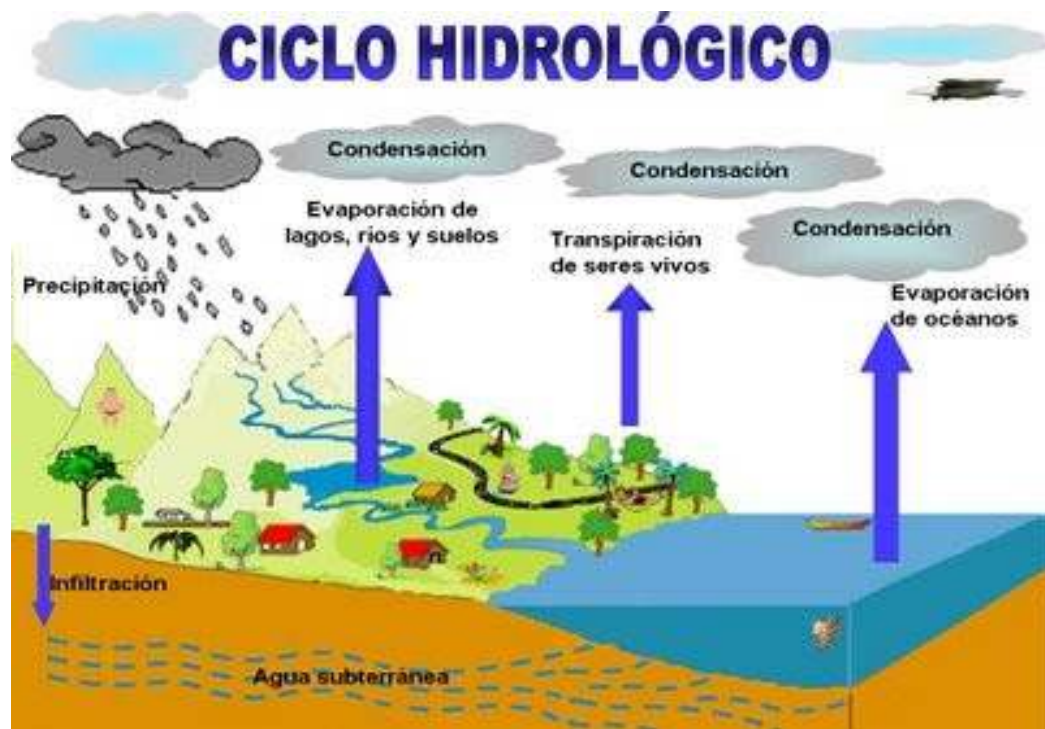 CICLO HIDROLÓGICO
Condensación
Condensación
Condensación
Evaporación de
lagos, ríos y suelos
Transpiración
de seres vivos
Precipitación
Evaporación
de océanos
Infiltración
Agua subterránea